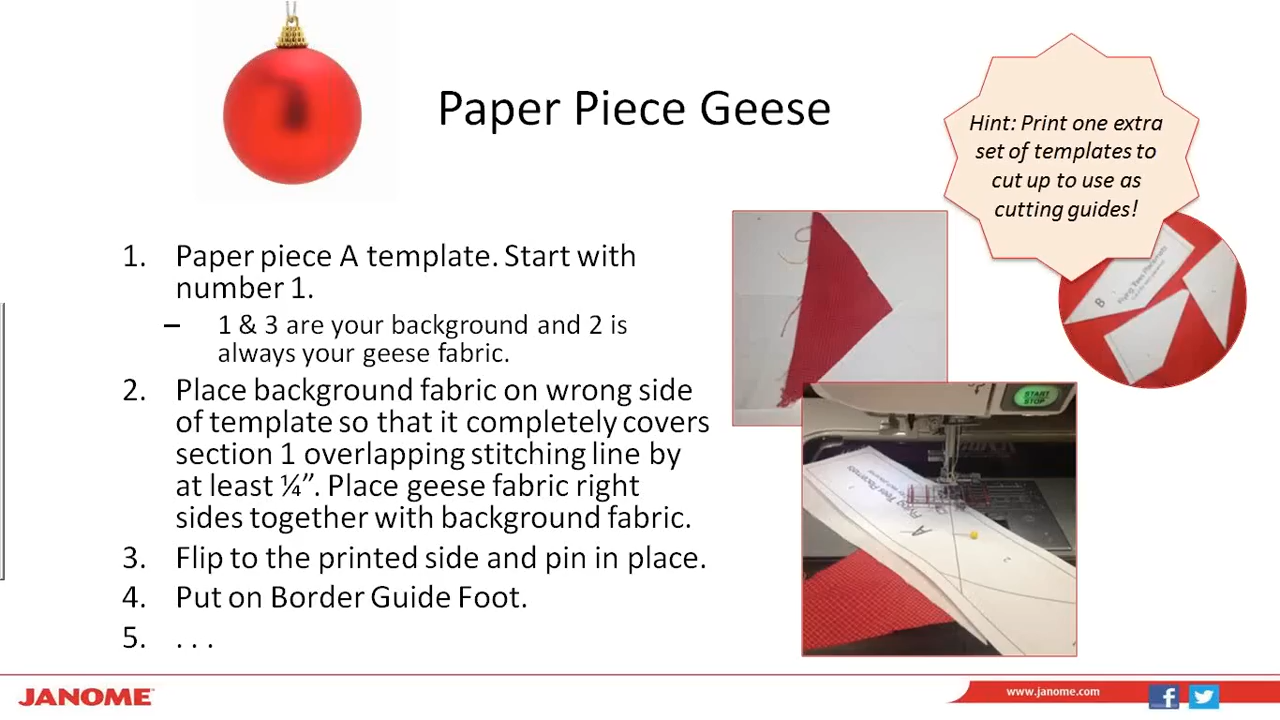 Paper Piece Geese
Hint: Print one extra
set of templates to
cut up to use as
cutting guides!
1. Paper piece A template. Start with
number 1.
– 1 & 3 are your background and 2 is
always your geese fabric.
2. Place background fabric on wrong side
of template so that it completely covers
section 1 overlapping stitching line by
at least ¼”. Place geese fabric right
sides together with background fabric.
3. Flip to the printed side and pin in place.
4. Put on Border Guide Foot.
5. . . .
B
START
STOP
A
JANOME
www.janome.com